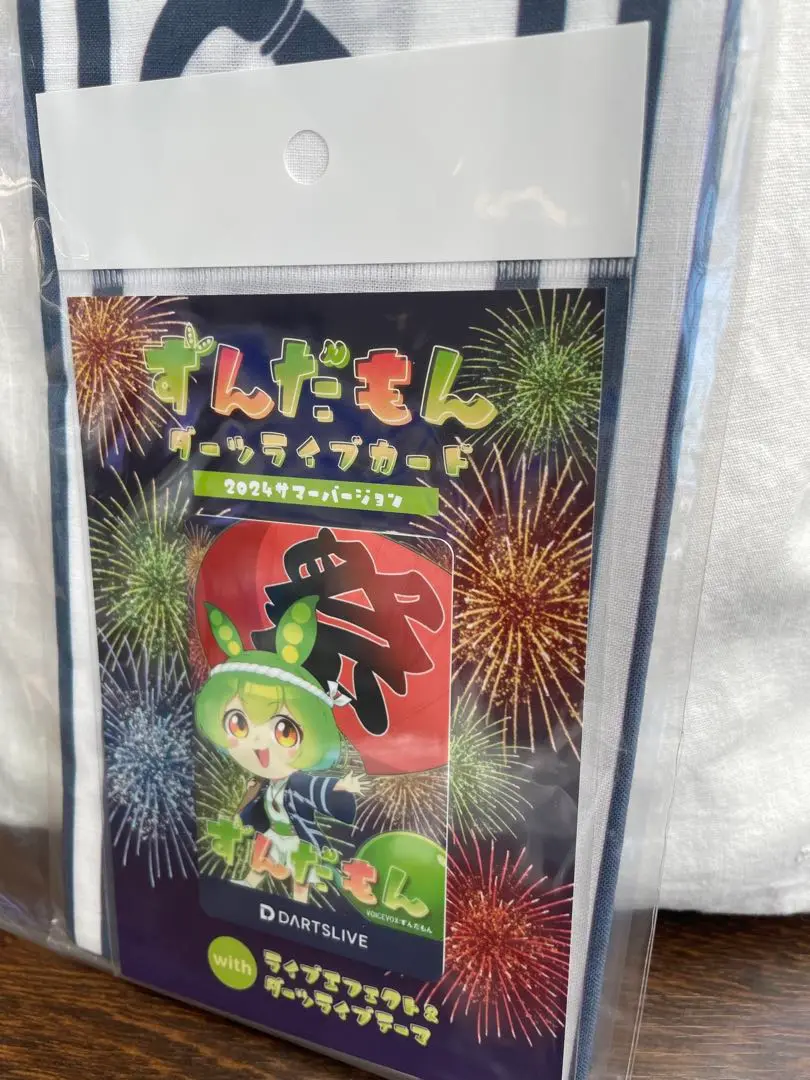 ずんだもん
ダーツライブカード
2024サマーバージョン
祭
ずんだもん
VOICEVOX:ずんだもん
DARTSLIVE
with
ライブエフェクト&
ダーツライブテーマ